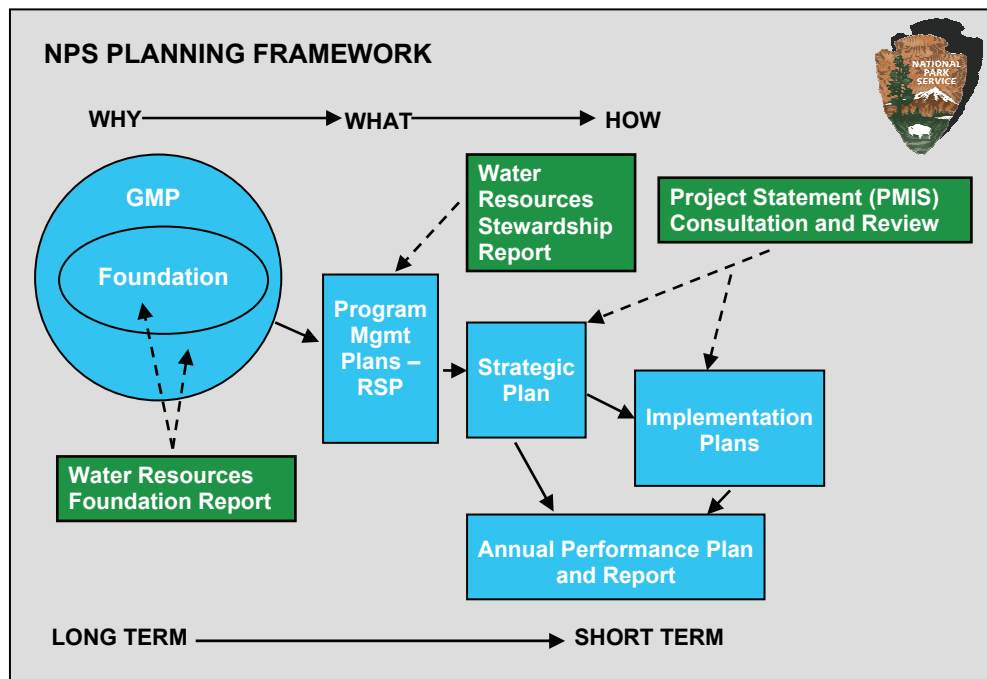 NPS PLANNING FRAMEWORK
NATIONAL
PARK
SERVICE
WHY
WHAT
HOW
GMP
Foundation
Water
Resources
Stewardship
Report
Project Statement (PMIS)
Consultation and Review
Program
Mgmt
Plans –
RSP
Strategic
Plan
Implementation
Plans
Water Resources
Foundation Report
Annual Performance Plan
and Report
LONG TERM
SHORT TERM